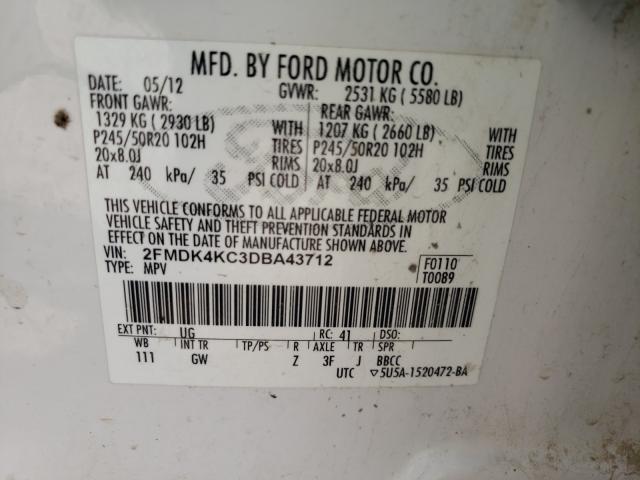 MFD. BY FORD MOTOR CO.
DATE: 05/12 GVWR: 2531 KG ( 5580 LB)
FRONT GAWR: REAR GAWR:
1329 KG ( 2930 LB) WITH 1207 KG ( 2660 LB) WITH
P245/50R20 102H TIRES P245/50R20 102H TIRES
20x8.0J RIMS 20x8.0J RIMS
AT 240 kPa/ 35 PSI COLD AT 240 kPa/ 35 PSI COLD
THIS VEHICLE CONFORMS TO ALL APPLICABLE FEDERAL MOTOR
VEHICLE SAFETY AND THEFT PREVENTION STANDARDS IN
EFFECT ON THE DATE OF MANUFACTURE SHOWN ABOVE.
VIN: 2FMDK4KC3DBA43712 F0110
TYPE: MPV T0089
EXT PNT: UG RC: 41 DSO:
WB INT TR TP/PS R AXLE TR SPR
111 GW Z 3F J BBCC
UTC ▽5U5A-1520472-BA